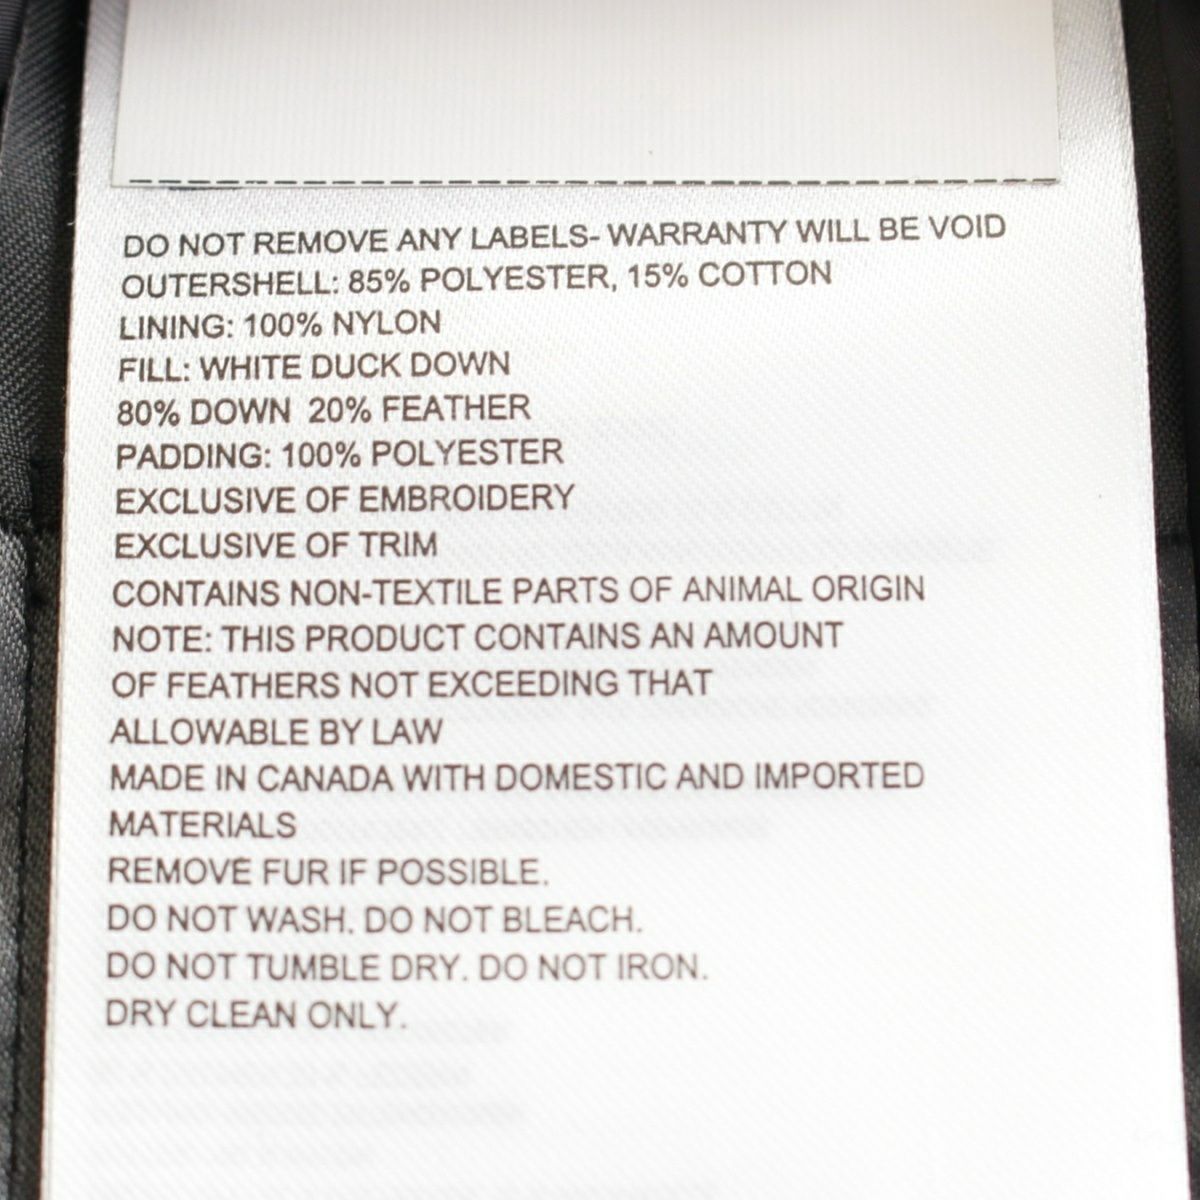 DO NOT REMOVE ANY LABELS- WARRANTY WILL BE VOID
OUTERSHELL: 85% POLYESTER, 15% COTTON
LINING: 100% NYLON
FILL: WHITE DUCK DOWN
80% DOWN 20% FEATHER
PADDING: 100% POLYESTER
EXCLUSIVE OF EMBROIDERY
EXCLUSIVE OF TRIM
CONTAINS NON-TEXTILE PARTS OF ANIMAL ORIGIN
NOTE: THIS PRODUCT CONTAINS AN AMOUNT
OF FEATHERS NOT EXCEEDING THAT
ALLOWABLE BY LAW
MADE IN CANADA WITH DOMESTIC AND IMPORTED
MATERIALS
REMOVE FUR IF POSSIBLE.
DO NOT WASH. DO NOT BLEACH.
DO NOT TUMBLE DRY. DO NOT IRON.
DRY CLEAN ONLY.